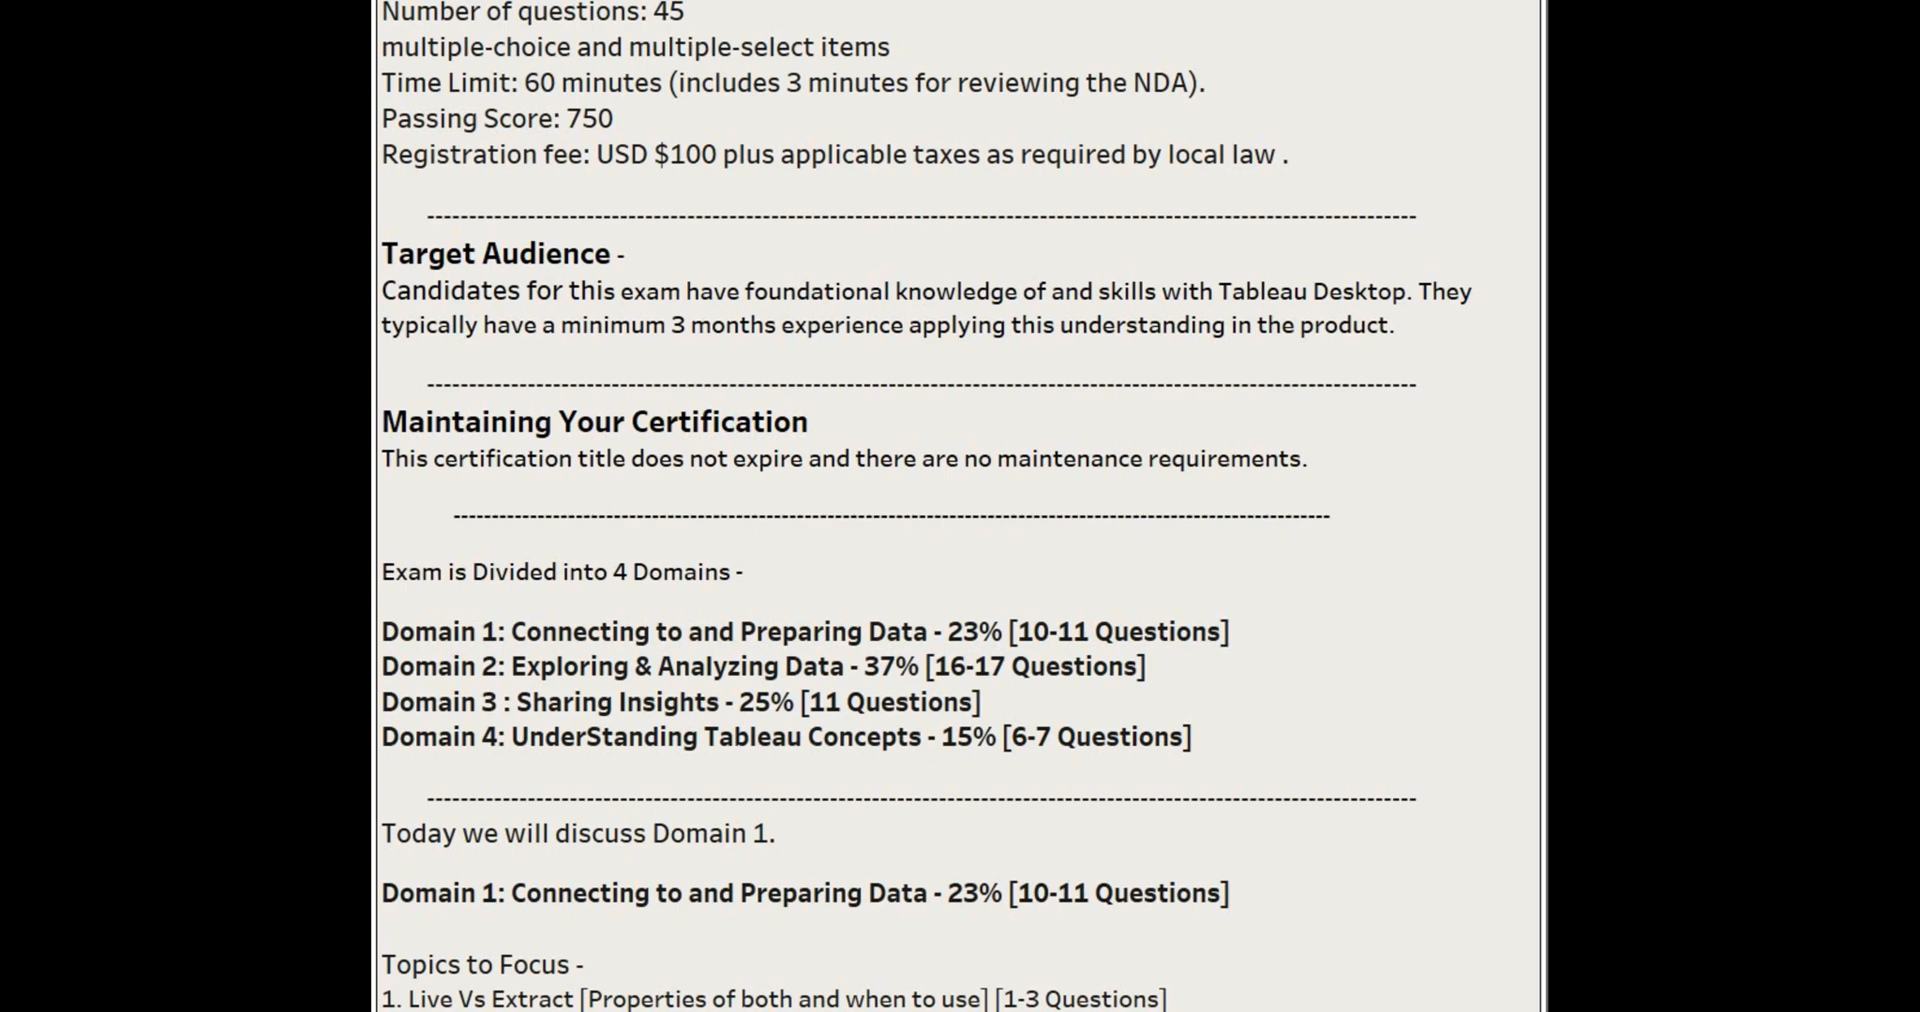 Number of questions: 45
multiple-choice and multiple-select items
Time Limit: 60 minutes (includes 3 minutes for reviewing the NDA).
Passing Score: 750
Registration fee: USD $100 plus applicable taxes as required by local law .
--------------------------------------------------------------------------------------------------------------
Target Audience -
Candidates for this exam have foundational knowledge of and skills with Tableau Desktop. They
typically have a minimum 3 months experience applying this understanding in the product.
--------------------------------------------------------------------------------------------------------------
Maintaining Your Certification
This certification title does not expire and there are no maintenance requirements.
--------------------------------------------------------------------------------------------------------------
Exam is Divided into 4 Domains -
Domain 1: Connecting to and Preparing Data - 23% [10-11 Questions]
Domain 2: Exploring & Analyzing Data - 37% [16-17 Questions]
Domain 3 : Sharing Insights - 25% [11 Questions]
Domain 4: UnderStanding Tableau Concepts - 15% [6-7 Questions]
--------------------------------------------------------------------------------------------------------------
Today we will discuss Domain 1.
Domain 1: Connecting to and Preparing Data - 23% [10-11 Questions]
Topics to Focus -
1. Live Vs Extract [Properties of both and when to use] [1-3 Questions]